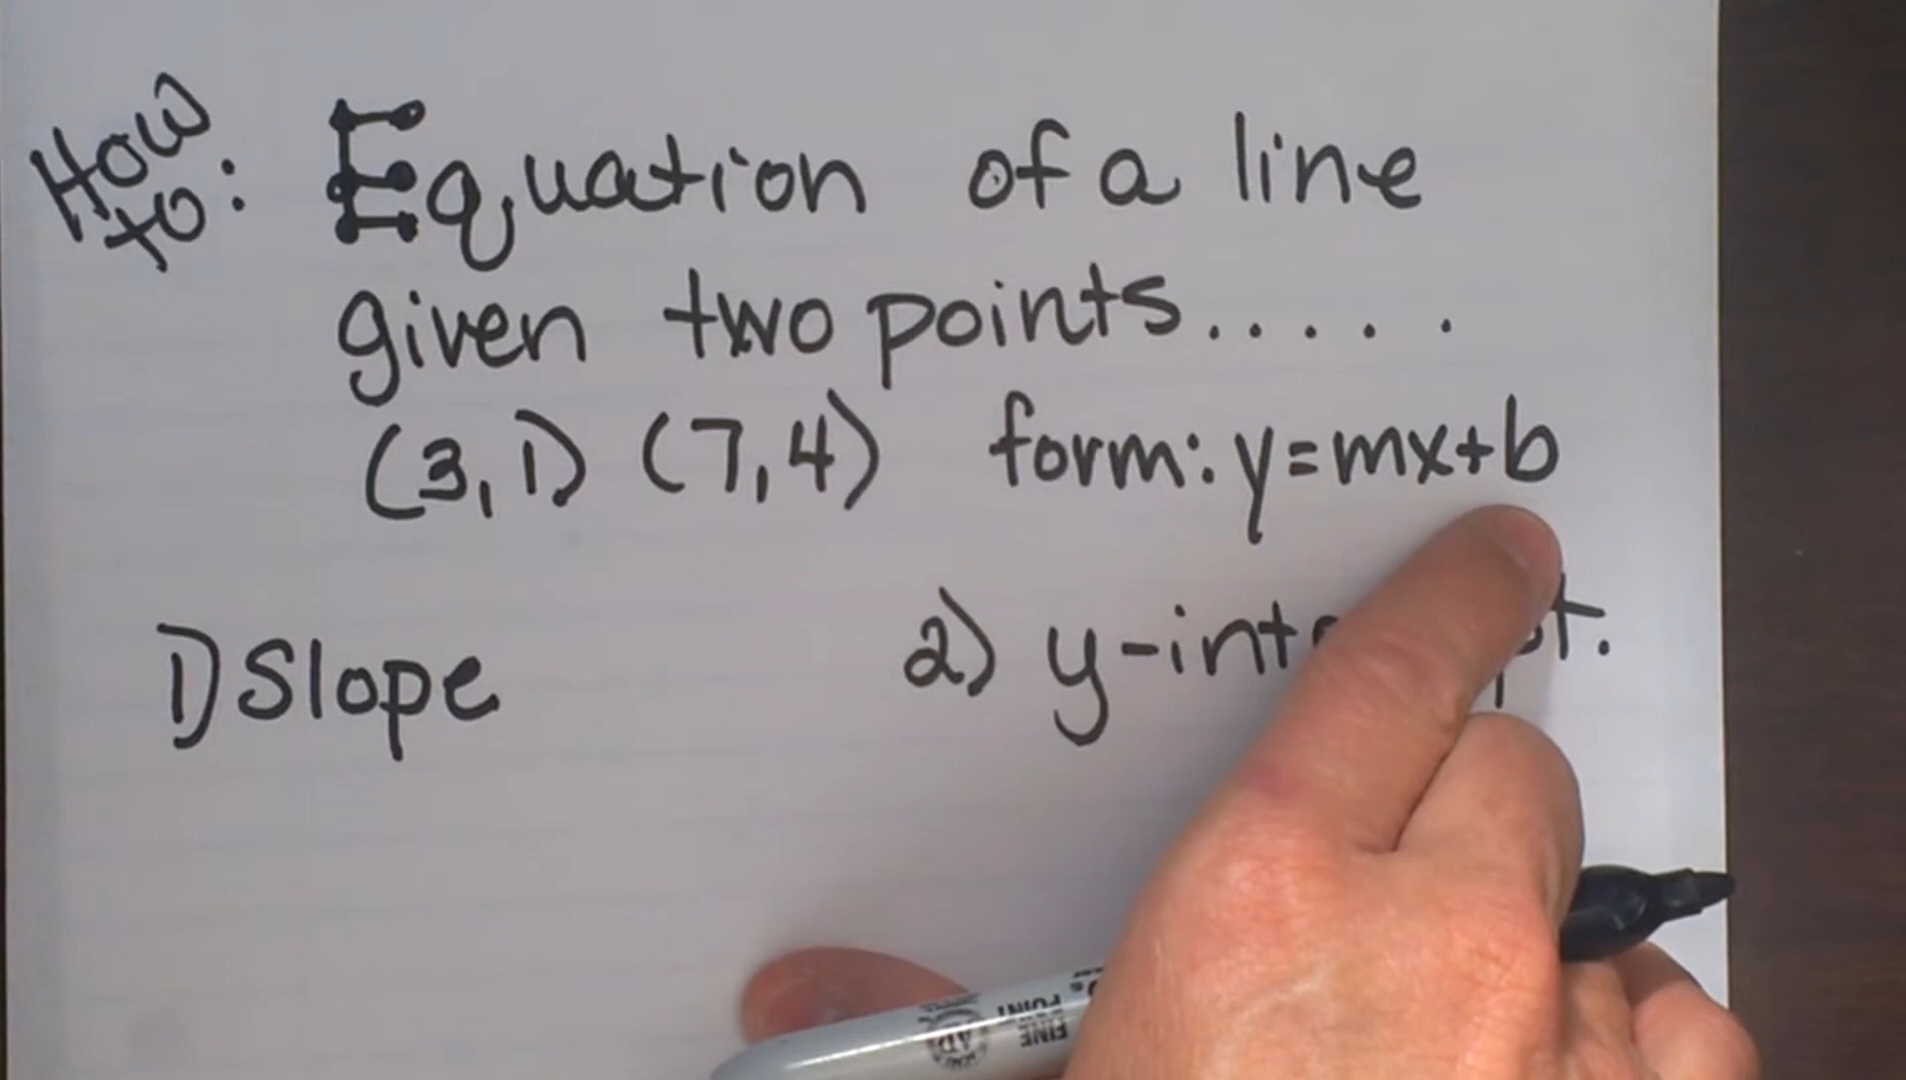 How to: Equation of a line
given two points.....
(3,1) (7,4) form: y=mx+b
1) Slope
2) y-int
FINE
POINT